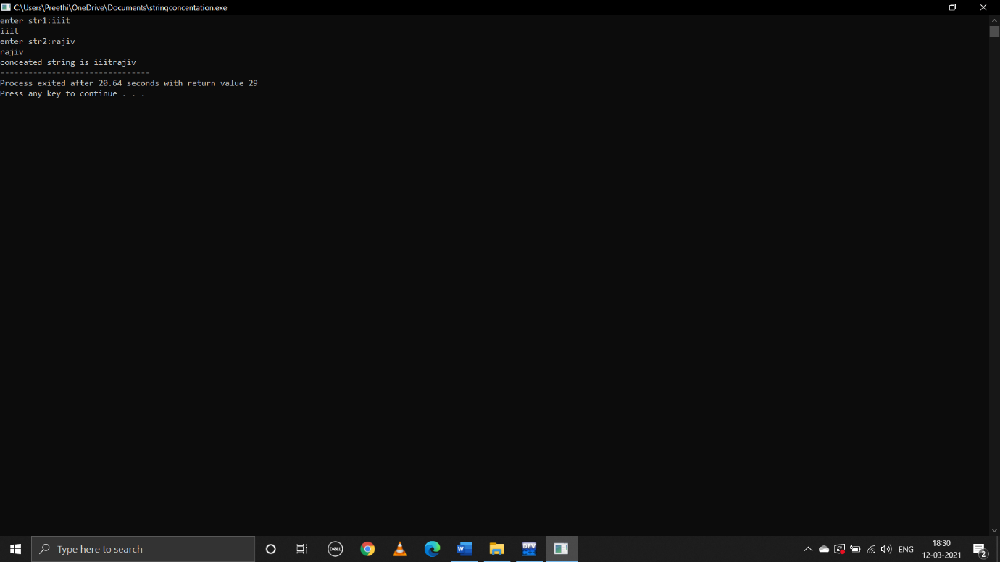 C:\Users\Preethi\OneDrive\Documents\stringconcentation.exe
enter str1:iiit
iiit
enter str2:rajiv
rajiv
conceated string is iiitrajiv
--------------------------------
Process exited after 20.64 seconds with return value 29
Press any key to continue . . .
Type here to search
DELL
W
DEV
C++
ENG
18:30
12-03-2021
2